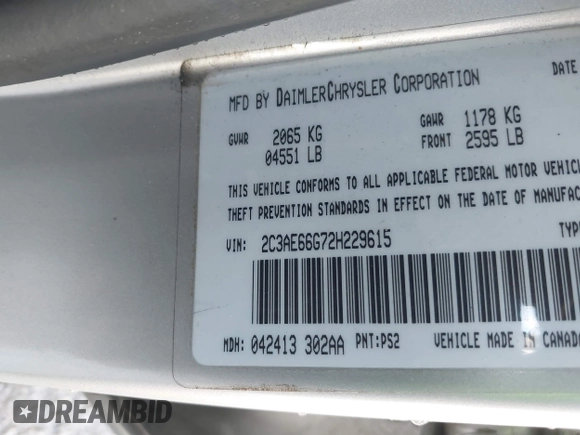 MFD BY DAIMLERCHRYSLER CORPORATION DATE
GVWR 2065 KG 04551 LB
GAWR FRONT 1178 KG 2595 LB
THIS VEHICLE CONFORMS TO ALL APPLICABLE FEDERAL MOTOR VEHIC
THEFT PREVENTION STANDARDS IN EFFECT ON THE DATE OF MANUFAC
VIN: 2C3AE66G72H229615 TYP
MDH: 042413 302AA PNT:PS2 VEHICLE MADE IN CANADA
DREAMBID